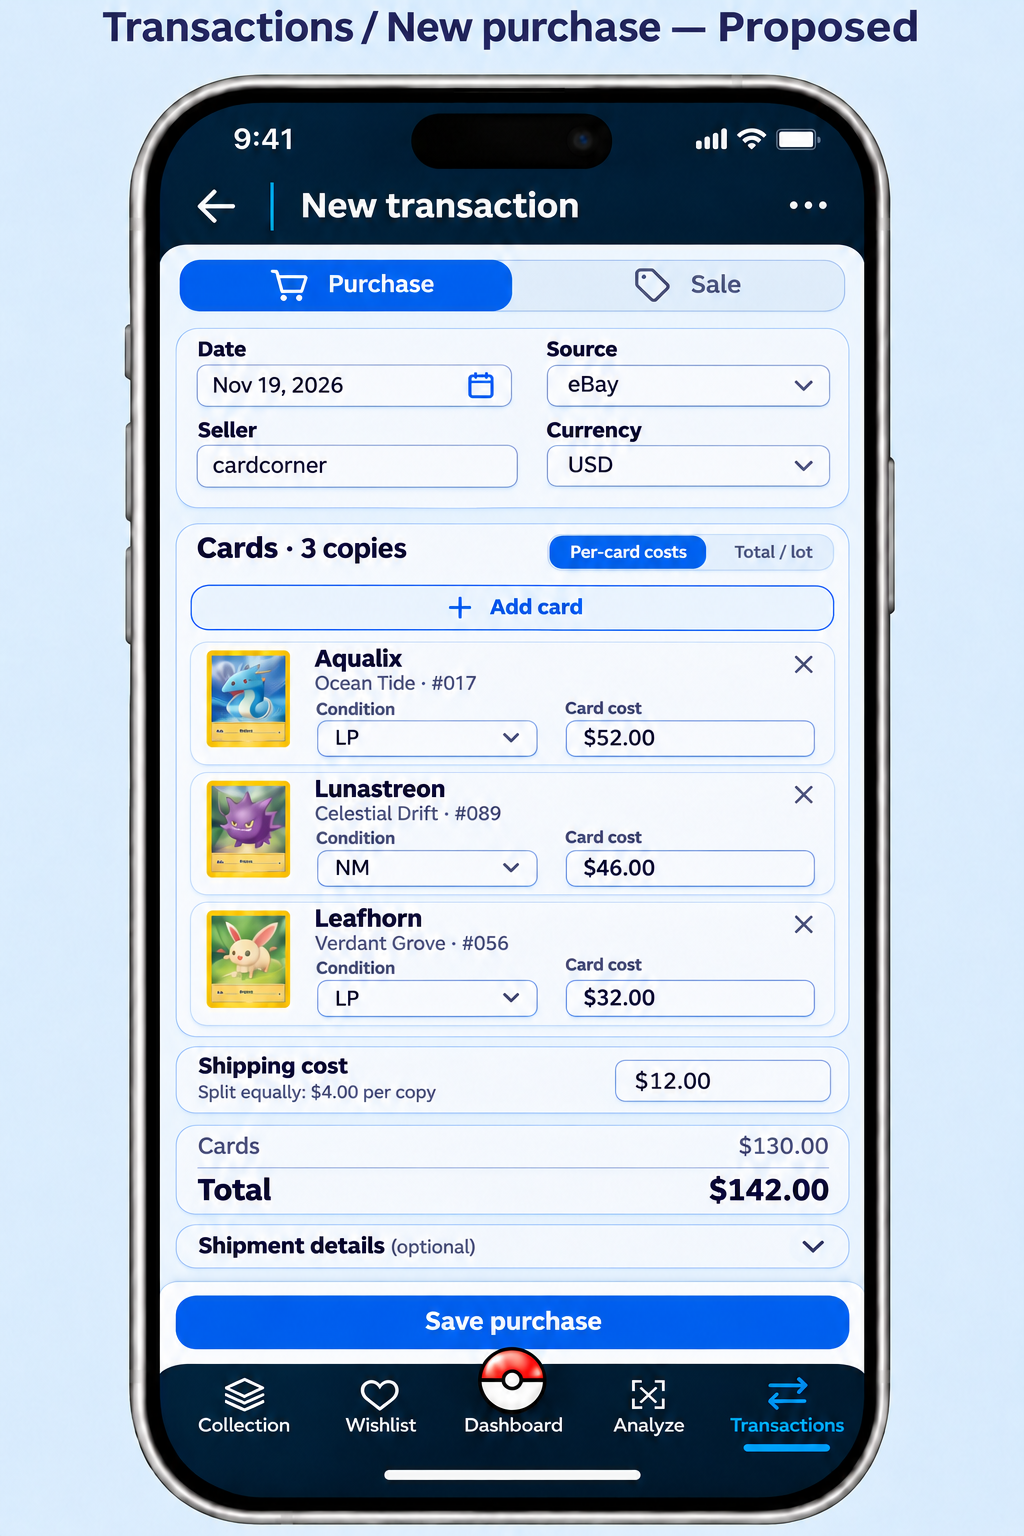 Transactions / New purchase — Proposed
9:41
New transaction
Purchase
Sale
Date
Source
Nov 19, 2026
eBay
Seller
Currency
cardcorner
USD
Cards · 3 copies
Per-card costs
Total / lot
+ Add card
Aqualix
Ocean Tide · #017
Condition
Card cost
LP
$52.00
Lunastreon
Celestial Drift · #089
Condition
Card cost
NM
$46.00
Leafhorn
Verdant Grove · #056
Condition
Card cost
LP
$32.00
Shipping cost
Split equally: $4.00 per copy
$12.00
Cards
$130.00
Total
$142.00
Shipment details (optional)
Save purchase
Collection
Wishlist
Dashboard
Analyze
Transactions